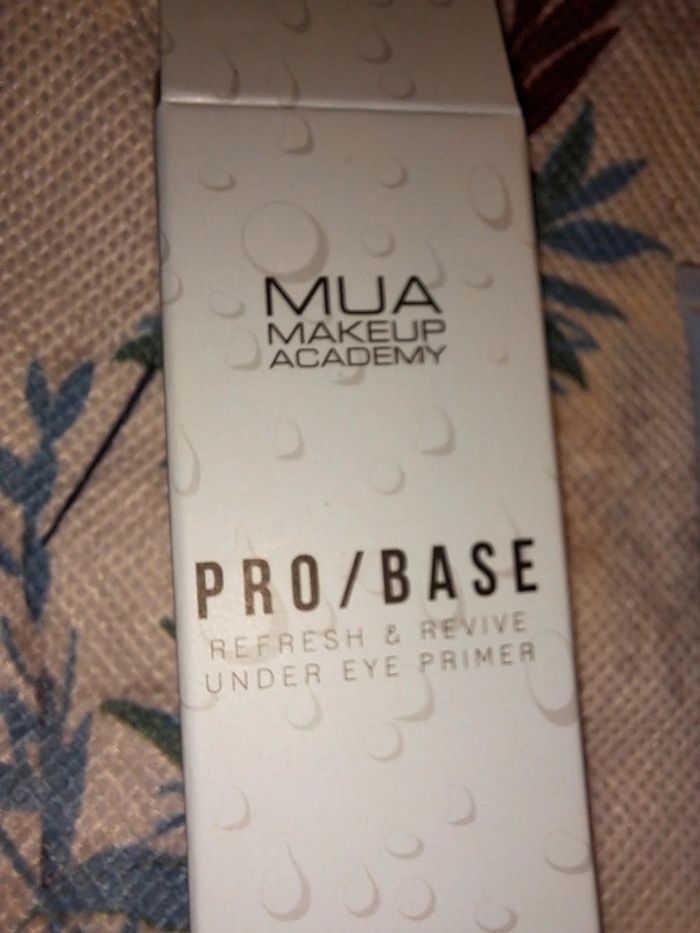 MUA
MAKEUP
ACADEMY
PRO/BASE
REFRESH & REVIVE
UNDER EYE PRIMER